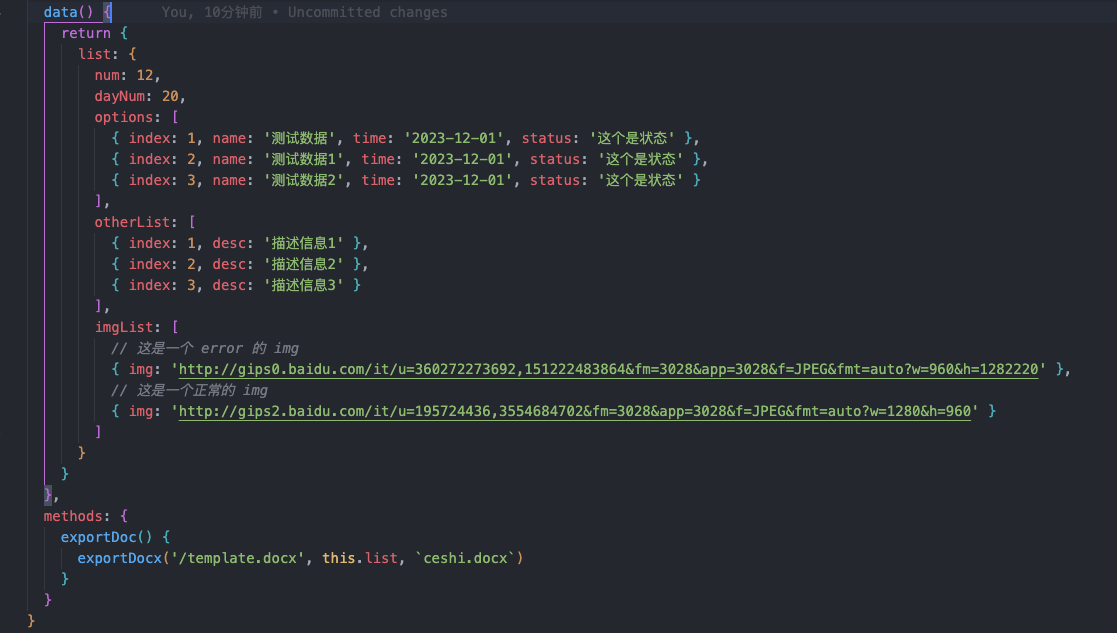 data() {    You, 10分钟前 • Uncommitted changes
return {
list: {
num: 12,
dayNum: 20,
options: [
{ index: 1, name: '测试数据', time: '2023-12-01', status: '这个是状态' },
{ index: 2, name: '测试数据1', time: '2023-12-01', status: '这个是状态' },
{ index: 3, name: '测试数据2', time: '2023-12-01', status: '这个是状态' }
],
otherList: [
{ index: 1, desc: '描述信息1' },
{ index: 2, desc: '描述信息2' },
{ index: 3, desc: '描述信息3' }
],
imgList: [
// 这是一个 error 的 img
{ img: 'http://gips0.baidu.com/it/u=360272273692,151222483864&fm=3028&app=3028&f=JPEG&fmt=auto?w=960&h=1282220' },
// 这是一个正常的 img
{ img: 'http://gips2.baidu.com/it/u=195724436,3554684702&fm=3028&app=3028&f=JPEG&fmt=auto?w=1280&h=960' }
]
}
}
},
methods: {
exportDoc() {
exportDocx('/template.docx', this.list, `ceshi.docx`)
}
}
}